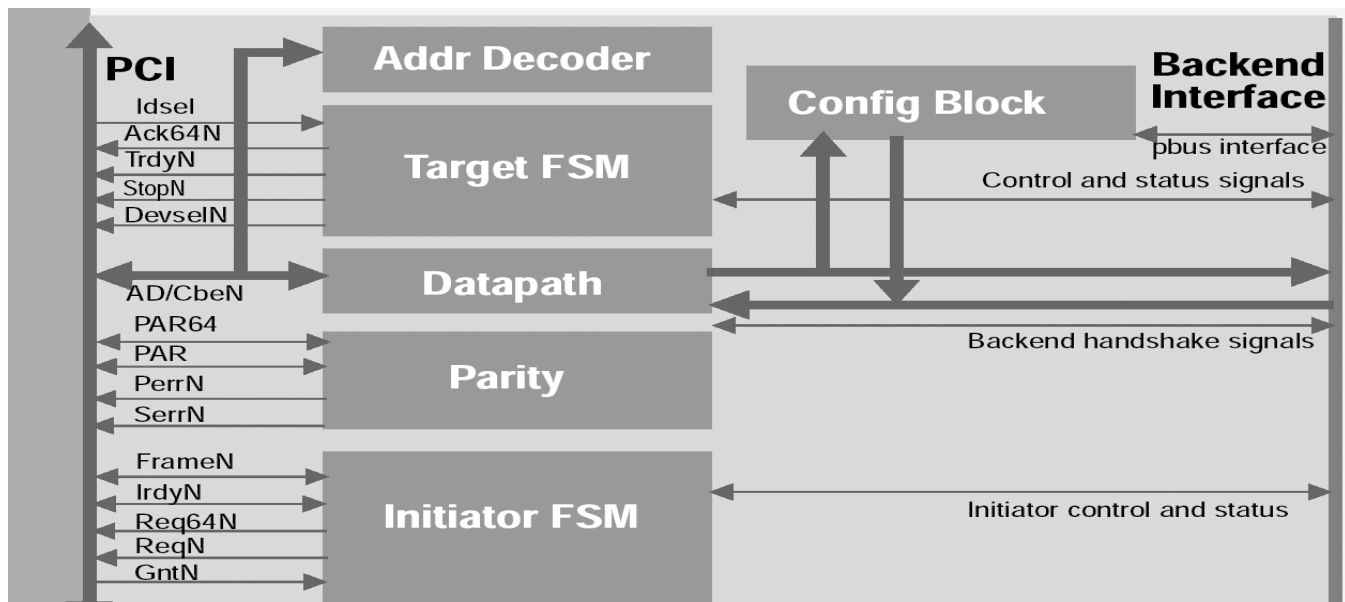 PCI
Idsel
Ack64N
TrdyN
StopN
DevselN
AD/CbeN
PAR64
PAR
PerrN
SerrN
FrameN
IrdyN
Req64N
ReqN
GntN
Addr Decoder
Target FSM
Datapath
Parity
Initiator FSM
Config Block
Backend
Interface
pbus interface
Control and status signals
Backend handshake signals
Initiator control and status